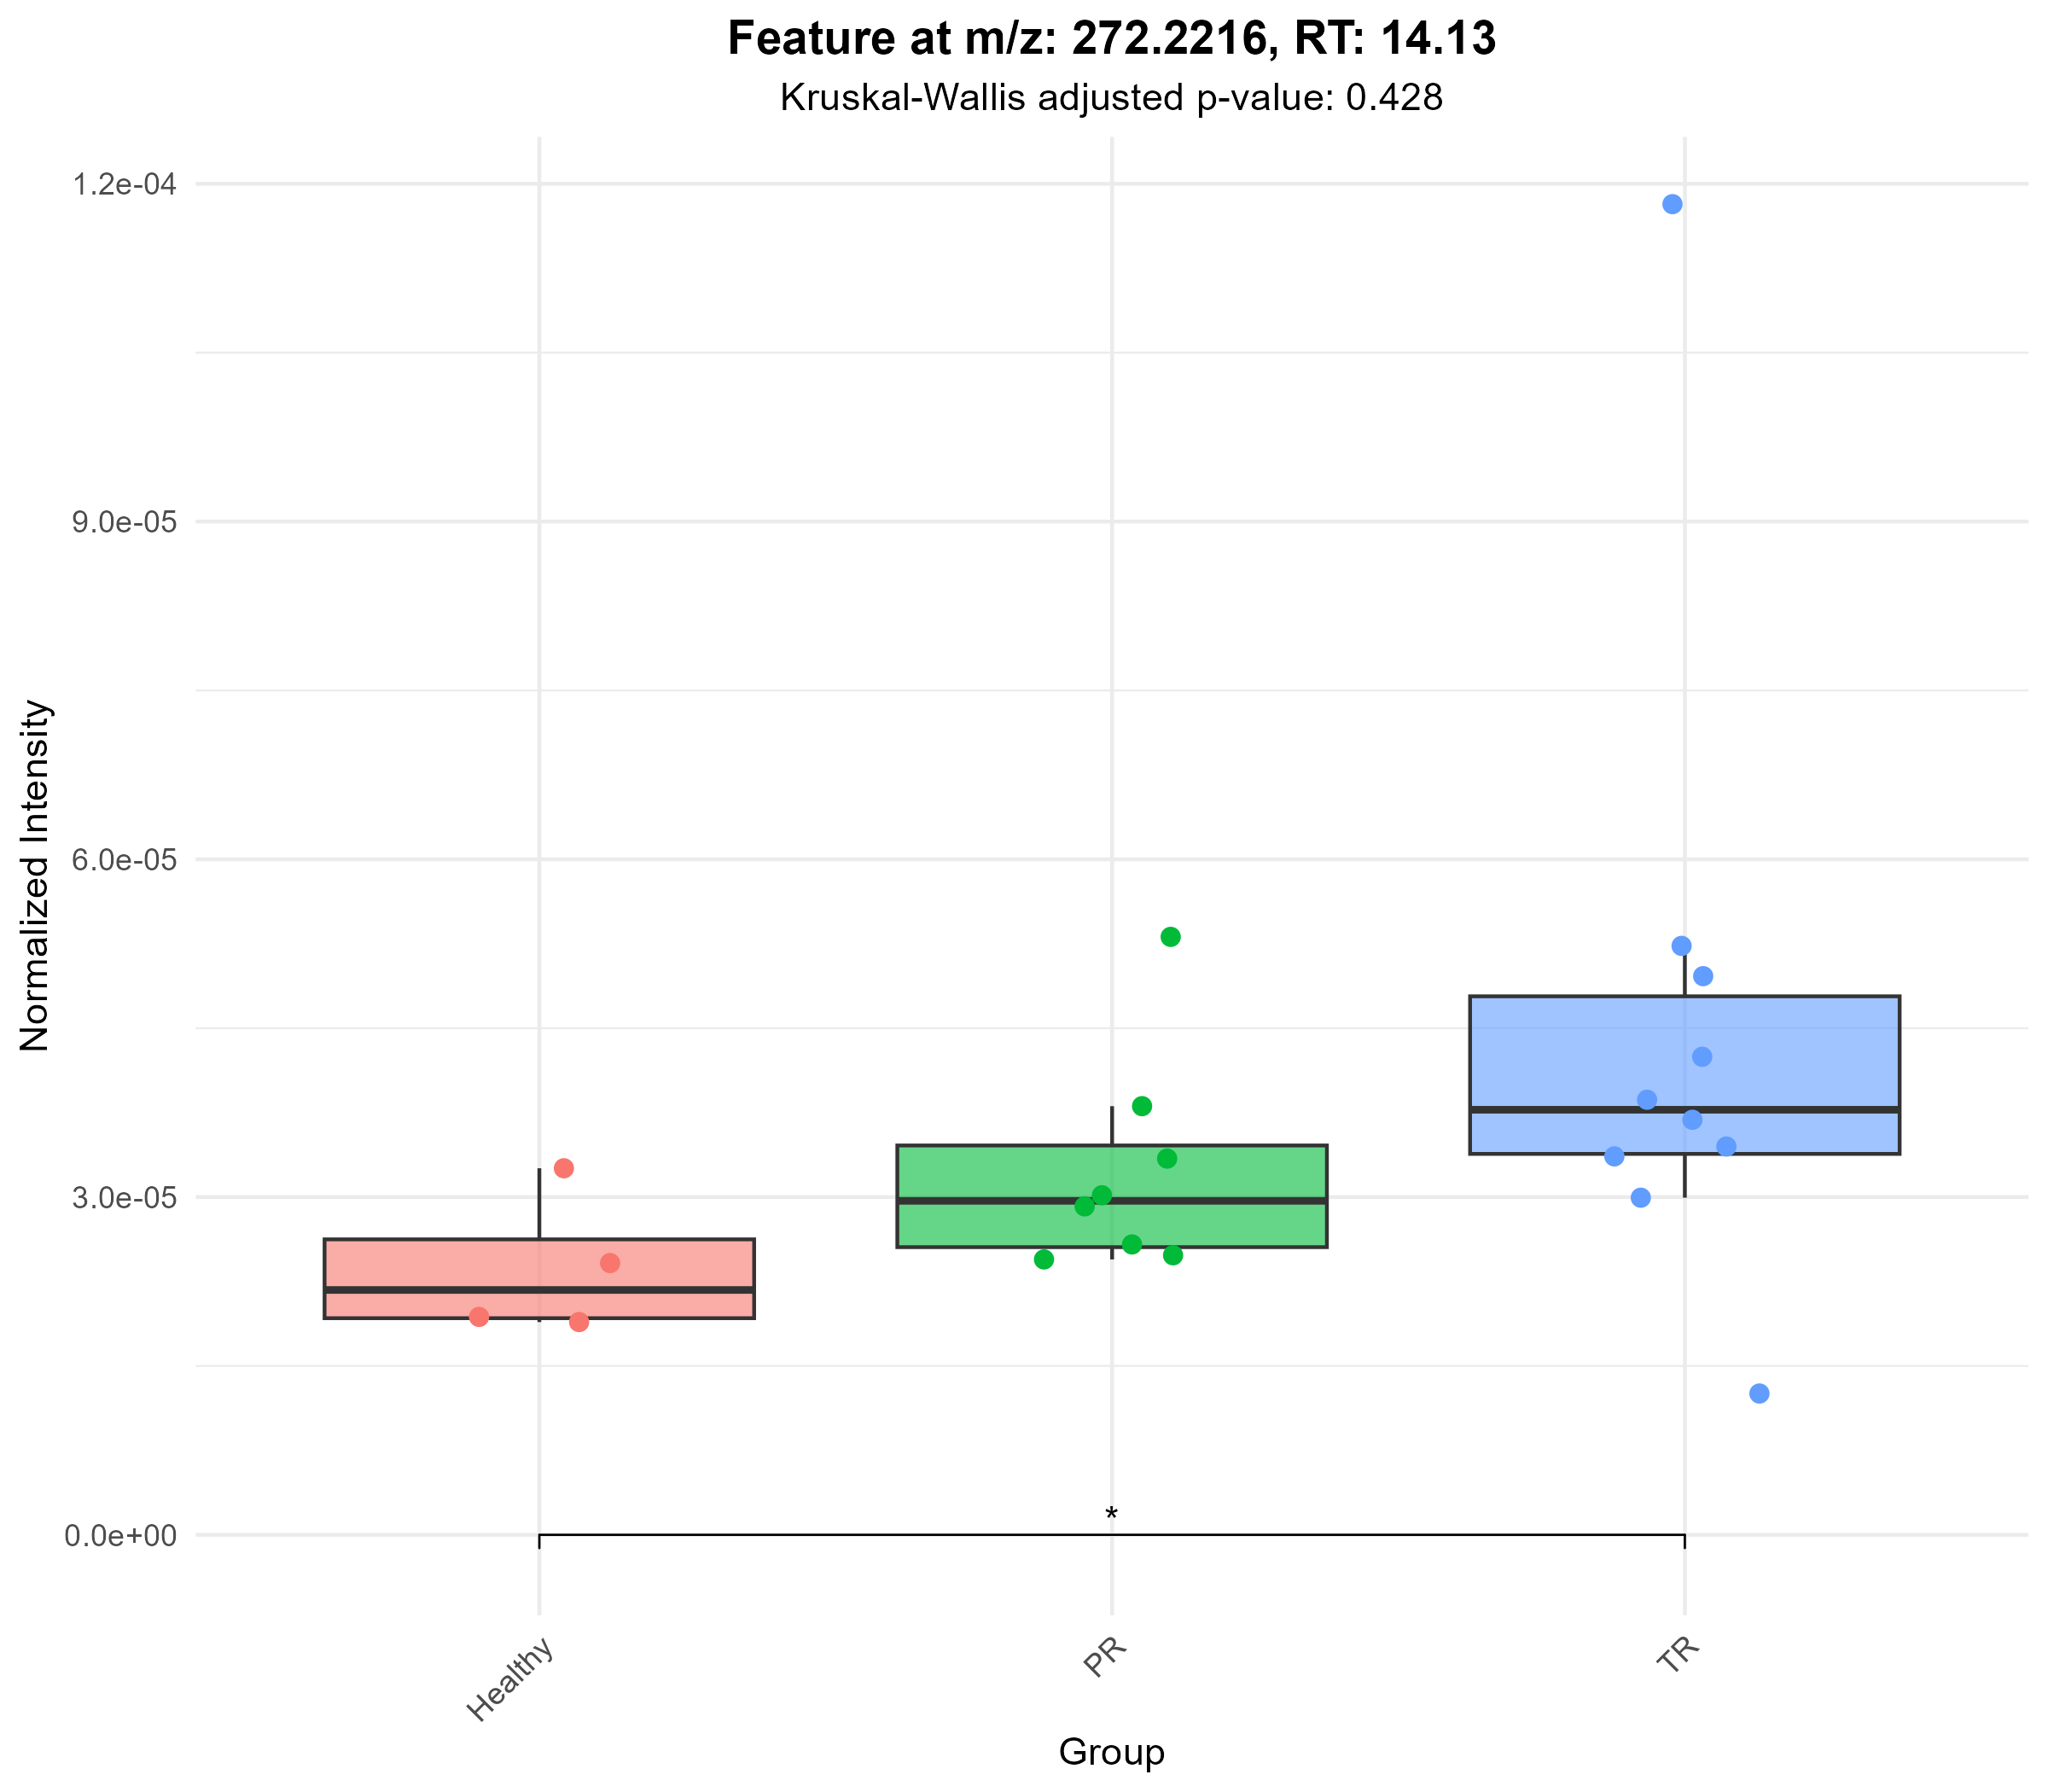 Feature at m/z: 272.2216, RT: 14.13
Kruskal-Wallis adjusted p-value: 0.428
Normalized Intensity
1.2e-04
9.0e-05
6.0e-05
3.0e-05
0.0e+00
*
Healthy
PR
TR
Group